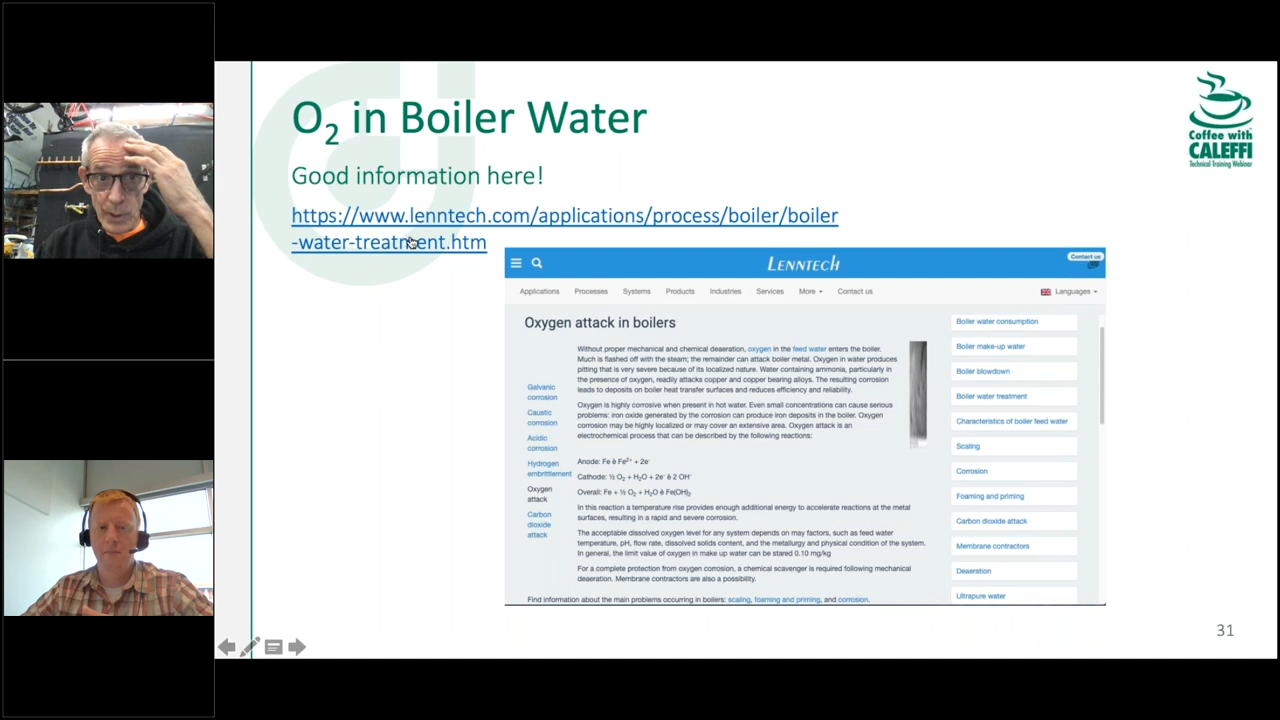 O2 in Boiler Water
Good information here!
https://www.lenntech.com/applications/process/boiler/boiler
-water-treatment.htm
Coffee with
CALEFFI
Technical Training Webinar
LENNTECH
Contact us
Applications Processes Systems Products Industries Services More Contact us
Languages
Oxygen attack in boilers
Without proper mechanical and chemical deaeration, oxygen in the feed water enters the boiler.
Much is flashed off with the steam; the remainder can attack boiler metal. Oxygen in water produces
pitting that is very severe because of its localized nature. Water containing ammonia, particularly in
the presence of oxygen, readily attacks copper and copper bearing alloys. The resulting corrosion
leads to deposits on boiler heat transfer surfaces and reduces efficiency and reliability.
Oxygen is highly corrosive when present in hot water. Even small concentrations can cause serious
problems: iron oxide generated by the corrosion can produce iron deposits in the boiler. Oxygen
corrosion may be highly localized or may cover an extensive area. Oxygen attack is an
electrochemical process that can be described by the following reactions:
Anode: Fe è Fe2+ + 2e-
Cathode: ½ O2 + H2O + 2e- è 2 OH-
Overall: Fe + ½ O2 + H2O è Fe(OH)2
In this reaction a temperature rise provides enough additional energy to accelerate reactions at the metal
surfaces, resulting in a rapid and severe corrosion.
The acceptable dissolved oxygen level for any system depends on may factors, such as feed water
temperature, pH, flow rate, dissolved solids content, and the metallurgy and physical condition of the system.
In general, the limit value of oxygen in make up water can be stared 0.10 mg/kg
For a complete protection from oxygen corrosion, a chemical scavenger is required following mechanical
deaeration. Membrane contractors are also a possibility.
Find information about the main problems occurring in boilers: scaling, foaming and priming, and corrosion.
Galvanic
corrosion
Caustic
corrosion
Acidic
corrosion
Hydrogen
embrittlement
Oxygen
attack
Carbon
dioxide
attack
Boiler water consumption
Boiler make-up water
Boiler blowdown
Boiler water treatment
Characteristics of boiler feed water
Scaling
Corrosion
Foaming and priming
Carbon dioxide attack
Membrane contractors
Deaeration
Ultrapure water
31